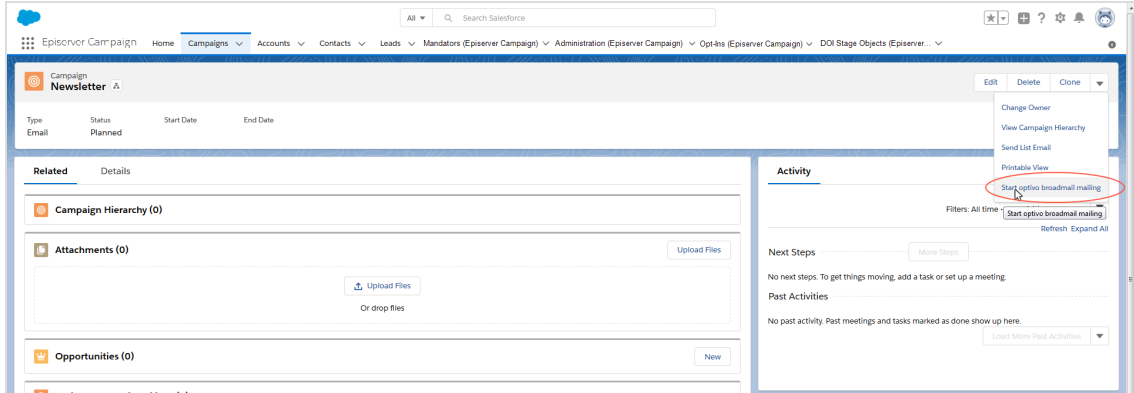 All Search Salesforce
Episerver Campaign Home Campaigns Accounts Contacts Leads Mandators (Episerver Campaign) Administration (Episerver Campaign) Opt-Ins (Episerver Campaign) DOI Stage Objects (Episerver...
Campaign
Newsletter
Edit Delete Clone
Change Owner
View Campaign Hierarchy
Send List Email
Printable View
Start optivo broadmail mailing
Start optivo broadmail mailing
Type Status Start Date End Date
Email Planned
Related Details
Campaign Hierarchy (0)
Attachments (0) Upload Files
Upload Files
Or drop files
Opportunities (0) New
Activity
Filters: All time
Refresh Expand All
Next Steps More Steps
No next steps. To get things moving, add a task or set up a meeting.
Past Activities
No past activity. Past meetings and tasks marked as done show up here.
Load More Past Activities